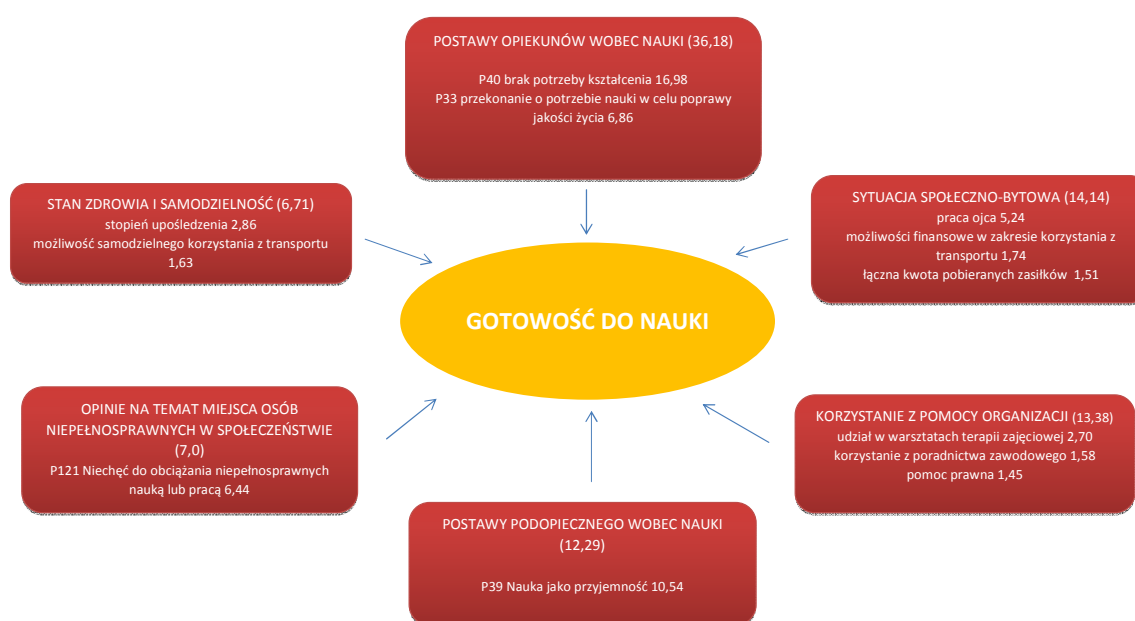 POSTAWY OPIEKUNÓW WOBEC NAUKI (36,18)
P40 brak potrzeby kształcenia 16,98
P33 przekonanie o potrzebie nauki w celu poprawy
jakości życia 6,86
STAN ZDROWIA I SAMODZIELNOŚĆ (6,71)
stopień upośledzenia 2,86
możliwość samodzielnego korzystania z transportu
1,63
SYTUACJA SPOŁECZNO-BYTOWA (14,14)
praca ojca 5,24
możliwości finansowe w zakresie korzystania z
transportu 1,74
łączna kwota pobieranych zasiłków 1,51
GOTOWOŚĆ DO NAUKI
OPINIE NA TEMAT MIEJSCA OSÓB
NIEPEŁNOSPRAWNYCH W SPOŁECZEŃSTWIE
(7,0)
P121 Niechęć do obciążania niepełnosprawnych
nauką lub pracą 6,44
KORZYSTANIE Z POMOCY ORGANIZACJI (13,38)
udział w warsztatach terapii zajęciowej 2,70
korzystanie z poradnictwa zawodowego 1,58
pomoc prawna 1,45
POSTAWY PODOPIECZNEGO WOBEC NAUKI
(12,29)
P39 Nauka jako przyjemność 10,54